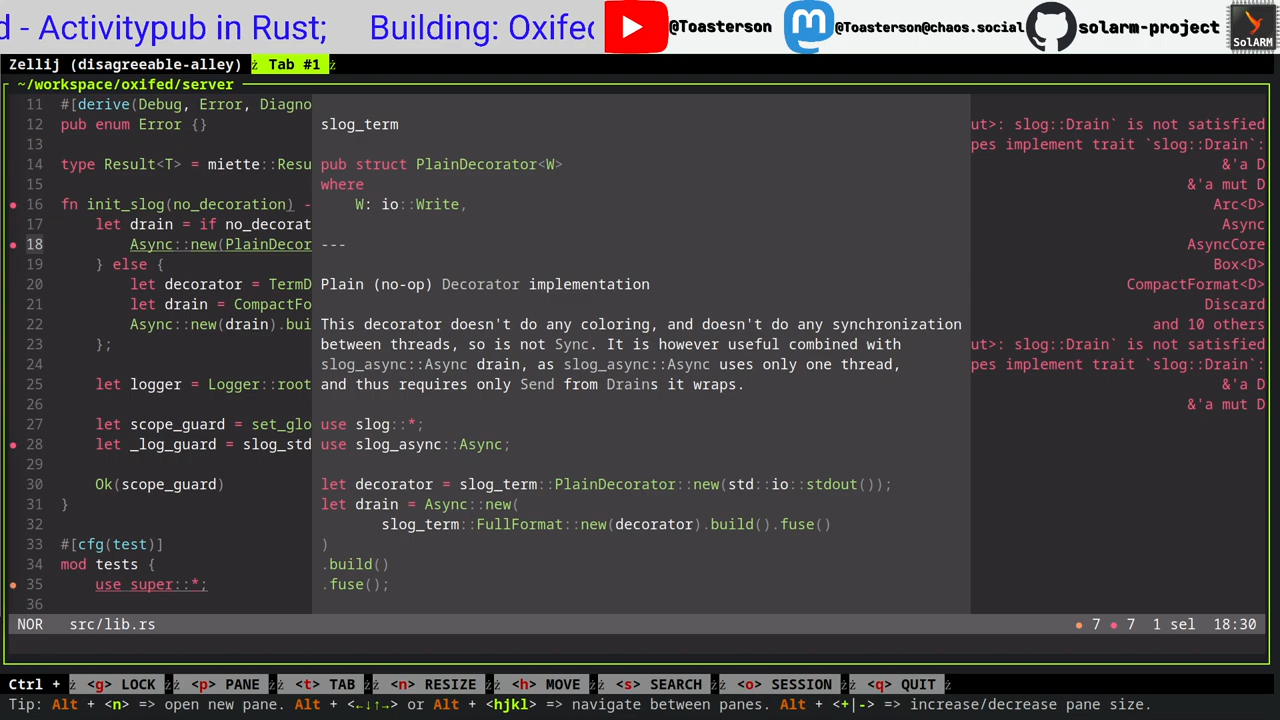 d - Activitypub in Rust;     Building: Oxifed
@Toasterson
@Toasterson@chaos.social
solarm-project
SolARM
Zellij (disagreeable-alley)  Tab #1
~/workspace/oxifed/server
11  #[derive(Debug, Error, Diagno
12  pub enum Error {}
13
14  type Result<T> = miette::Resu
15
16  fn init_slog(no_decoration) -
17      let drain = if no_decorat
18          Async::new(PlainDecor
19      } else {
20          let decorator = TermD
21          let drain = CompactFo
22          Async::new(drain).bui
23      };
24
25      let logger = Logger::root
26
27      let scope_guard = set_glo
28      let _log_guard = slog_std
29
30      Ok(scope_guard)
31  }
32
33  #[cfg(test)]
34  mod tests {
35      use super::*;
36
slog_term
pub struct PlainDecorator<W>
where
    W: io::Write,
---
Plain (no-op) Decorator implementation
This decorator doesn't do any coloring, and doesn't do any synchronization
between threads, so is not Sync. It is however useful combined with
slog_async::Async drain, as slog_async::Async uses only one thread,
and thus requires only Send from Drains it wraps.
use slog::*;
use slog_async::Async;
let decorator = slog_term::PlainDecorator::new(std::io::stdout());
let drain = Async::new(
       slog_term::FullFormat::new(decorator).build().fuse()
)
.build()
.fuse();
ut>: slog::Drain` is not satisfied
pes implement trait `slog::Drain`:
&'a D
&'a mut D
Arc<D>
Async
AsyncCore
Box<D>
CompactFormat<D>
Discard
and 10 others
ut>: slog::Drain` is not satisfied
pes implement trait `slog::Drain`:
&'a D
&'a mut D
NOR   src/lib.rs   ● 7 ● 7  1 sel  18:30
Ctrl +  <g> LOCK  <p> PANE  <t> TAB  <n> RESIZE  <h> MOVE  <s> SEARCH  <o> SESSION  <q> QUIT
Tip: Alt + <n> => open new pane. Alt + <←↓↑→> or Alt + <hjkl> => navigate between panes. Alt + <+|-> => increase/decrease pane size.